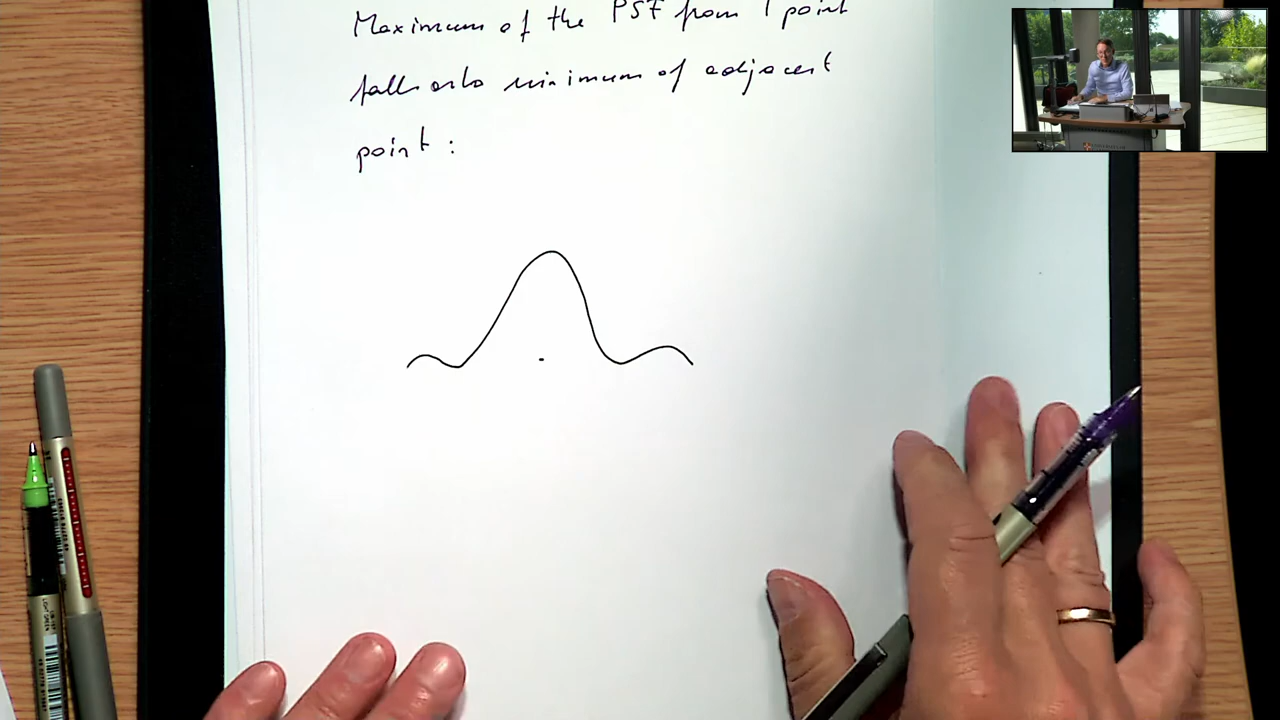 Maximum of the PSF from 1 point
falls onto minimum of adjacent
point :